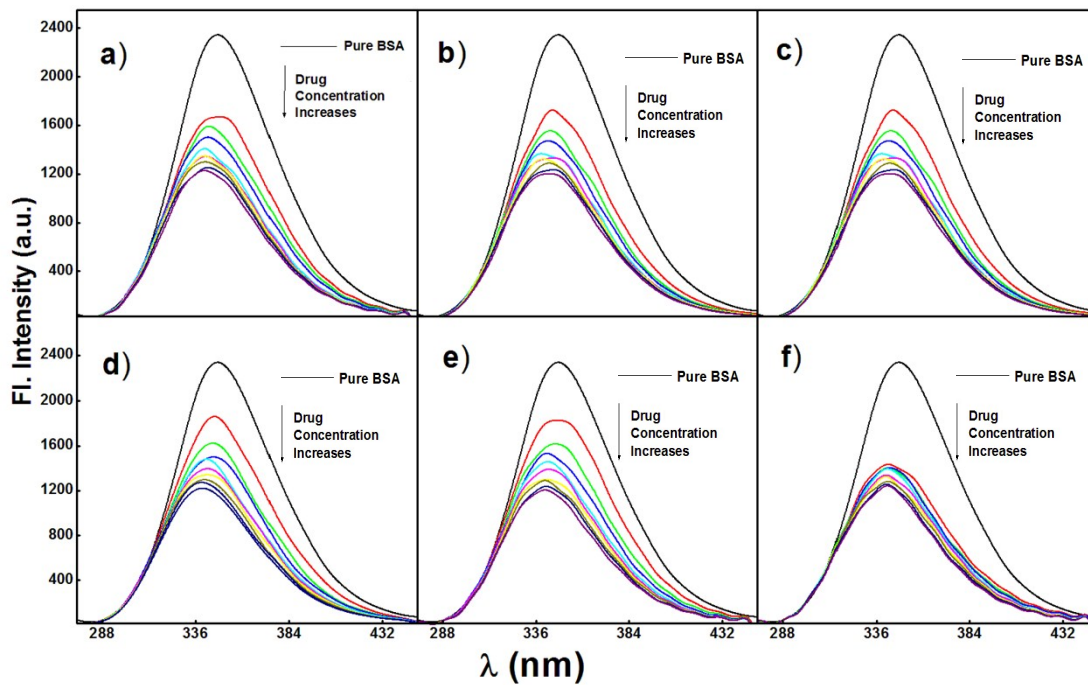 2400
2000
1600
1200
800
400
a)
Pure BSA
Drug
Concentration
Increases
b)
Pure BSA
Drug
Concentration
Increases
c)
Pure BSA
Drug
Concentration
Increases
Fl. Intensity (a.u.)
2400
2000
1600
1200
800
400
d)
Pure BSA
Drug
Concentration
Increases
e)
Pure BSA
Drug
Concentration
Increases
f)
Pure BSA
Drug
Concentration
Increases
288 336 384 432
288 336 384 432
288 336 384 432
λ (nm)